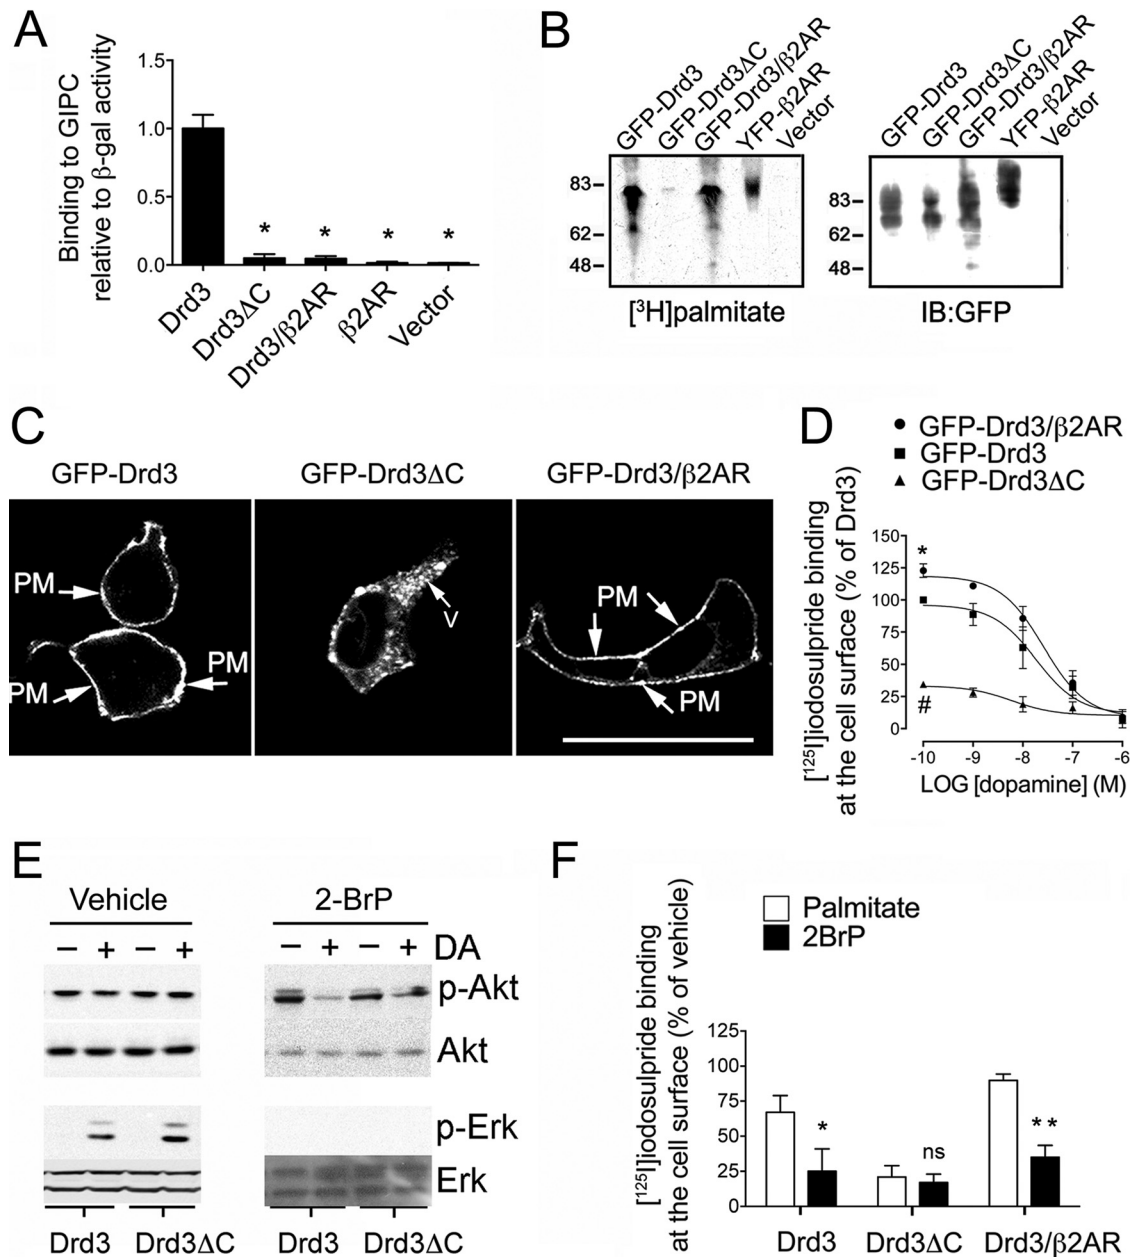 A
Binding to GIPC
relative to β-gal activity
1.5
1.0
0.5
0.0
*
*
*
*
Drd3
Drd3ΔC
Drd3/β2AR
β2AR
Vector
B
GFP-Drd3
GFP-Drd3ΔC
GFP-Drd3/β2AR
YFP-β2AR
Vector
83
62
48
[³H]palmitate
GFP-Drd3
GFP-Drd3ΔC
GFP-Drd3/β2AR
YFP-β2AR
Vector
83
62
48
IB:GFP
C
GFP-Drd3
GFP-Drd3ΔC
GFP-Drd3/β2AR
PM
PM
PM
V
PM
PM
D
GFP-Drd3/β2AR
GFP-Drd3
GFP-Drd3ΔC
[¹²⁵I]iodosulpride binding
at the cell surface (% of Drd3)
150
125
100
75
50
25
0
*
#
-10 -9 -8 -7 -6
LOG [dopamine] (M)
E
Vehicle
2-BrP
− + − +
− + − + DA
p-Akt
Akt
p-Erk
Erk
Drd3 Drd3ΔC
Drd3 Drd3ΔC
F
Palmitate
2BrP
[¹²⁵I]iodosulpride binding
at the cell surface (% of vehicle)
125
100
75
50
25
0
*
ns
**
Drd3
Drd3ΔC
Drd3/β2AR